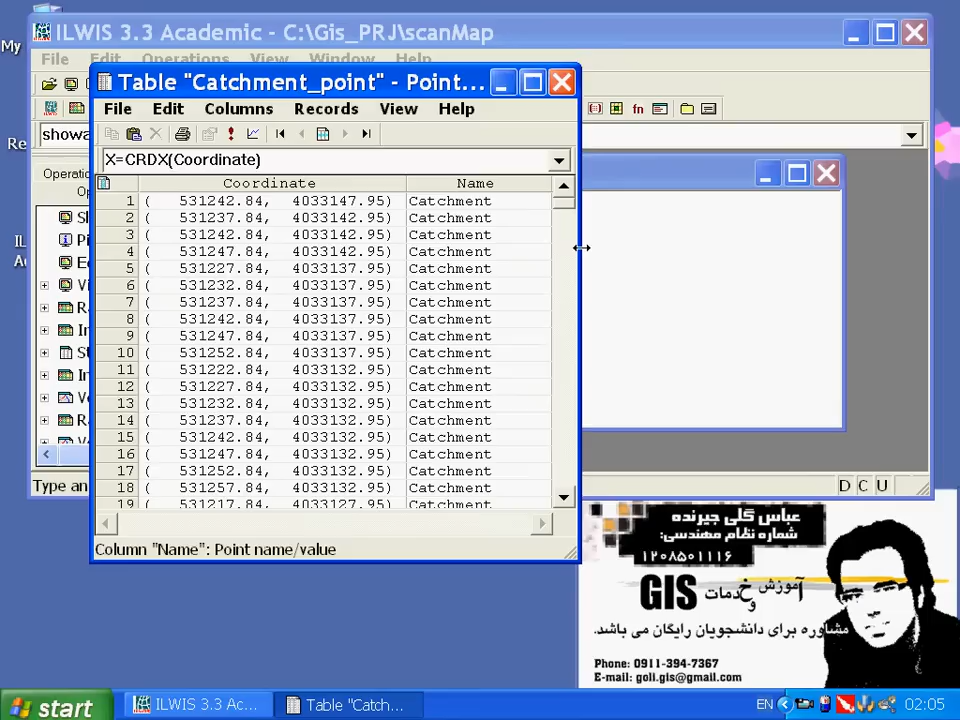 My
ILWIS 3.3 Academic - C:\Gis_PRJ\scanMap
File Edit Operations View Window Help
Table "Catchment_point" - Point...
File Edit Columns Records View Help
fn
showa
Re
X=CRDX(Coordinate)
Operatio
Coordinate Name
1 ( 531242.84, 4033147.95) Catchment
2 ( 531237.84, 4033142.95) Catchment
3 ( 531242.84, 4033142.95) Catchment
4 ( 531247.84, 4033142.95) Catchment
5 ( 531227.84, 4033137.95) Catchment
6 ( 531232.84, 4033137.95) Catchment
7 ( 531237.84, 4033137.95) Catchment
8 ( 531242.84, 4033137.95) Catchment
9 ( 531247.84, 4033137.95) Catchment
10 ( 531252.84, 4033137.95) Catchment
11 ( 531222.84, 4033132.95) Catchment
12 ( 531227.84, 4033132.95) Catchment
13 ( 531232.84, 4033132.95) Catchment
14 ( 531237.84, 4033132.95) Catchment
15 ( 531242.84, 4033132.95) Catchment
16 ( 531247.84, 4033132.95) Catchment
17 ( 531252.84, 4033132.95) Catchment
18 ( 531257.84, 4033132.95) Catchment
19 ( 531217.84, 4033127.95) Catchment
Type an
D C U
Column "Name": Point name/value
عباس گلی جیرنده
شماره نظام مهندسی:
۱۲۰۸۵۰۱۱۱۶
آموزش و خدمات GIS
مشاوره برای دانشجویان رایگان می باشد.
Phone: 0911-394-7367
E-mail: goli.gis@gmail.com
start
ILWIS 3.3 Ac...
Table "Catch...
EN
02:05